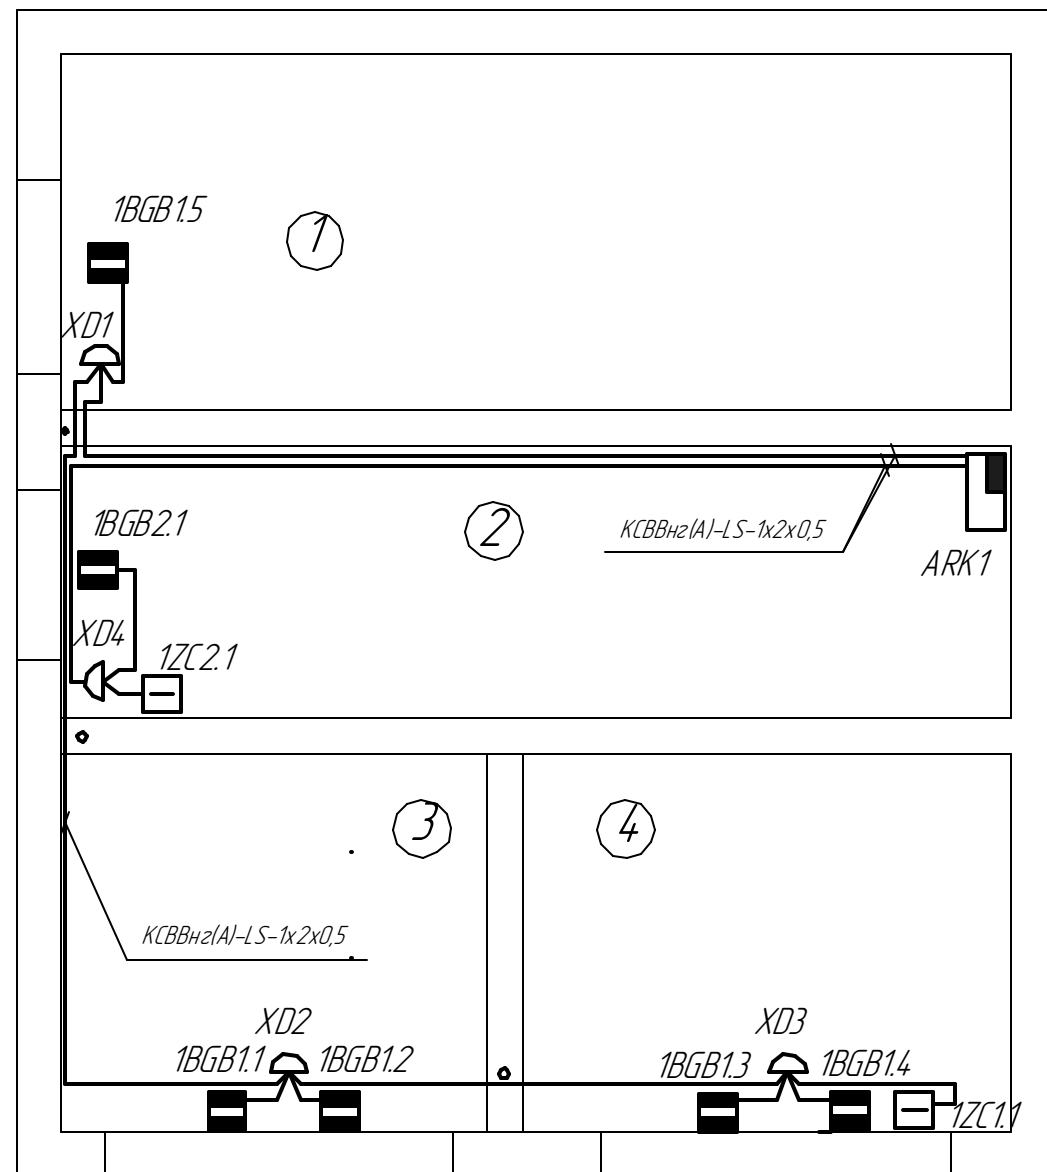 1BGB1.5
1
XD1
1BGB2.1
2
КСВВнг(А)-LS-1х2х0,5
ARK1
XD4
1ZC2.1
3
4
КСВВнг(А)-LS-1х2х0,5
XD2
XD3
1BGB1.1
1BGB1.2
1BGB1.3
1BGB1.4
1ZC1.1